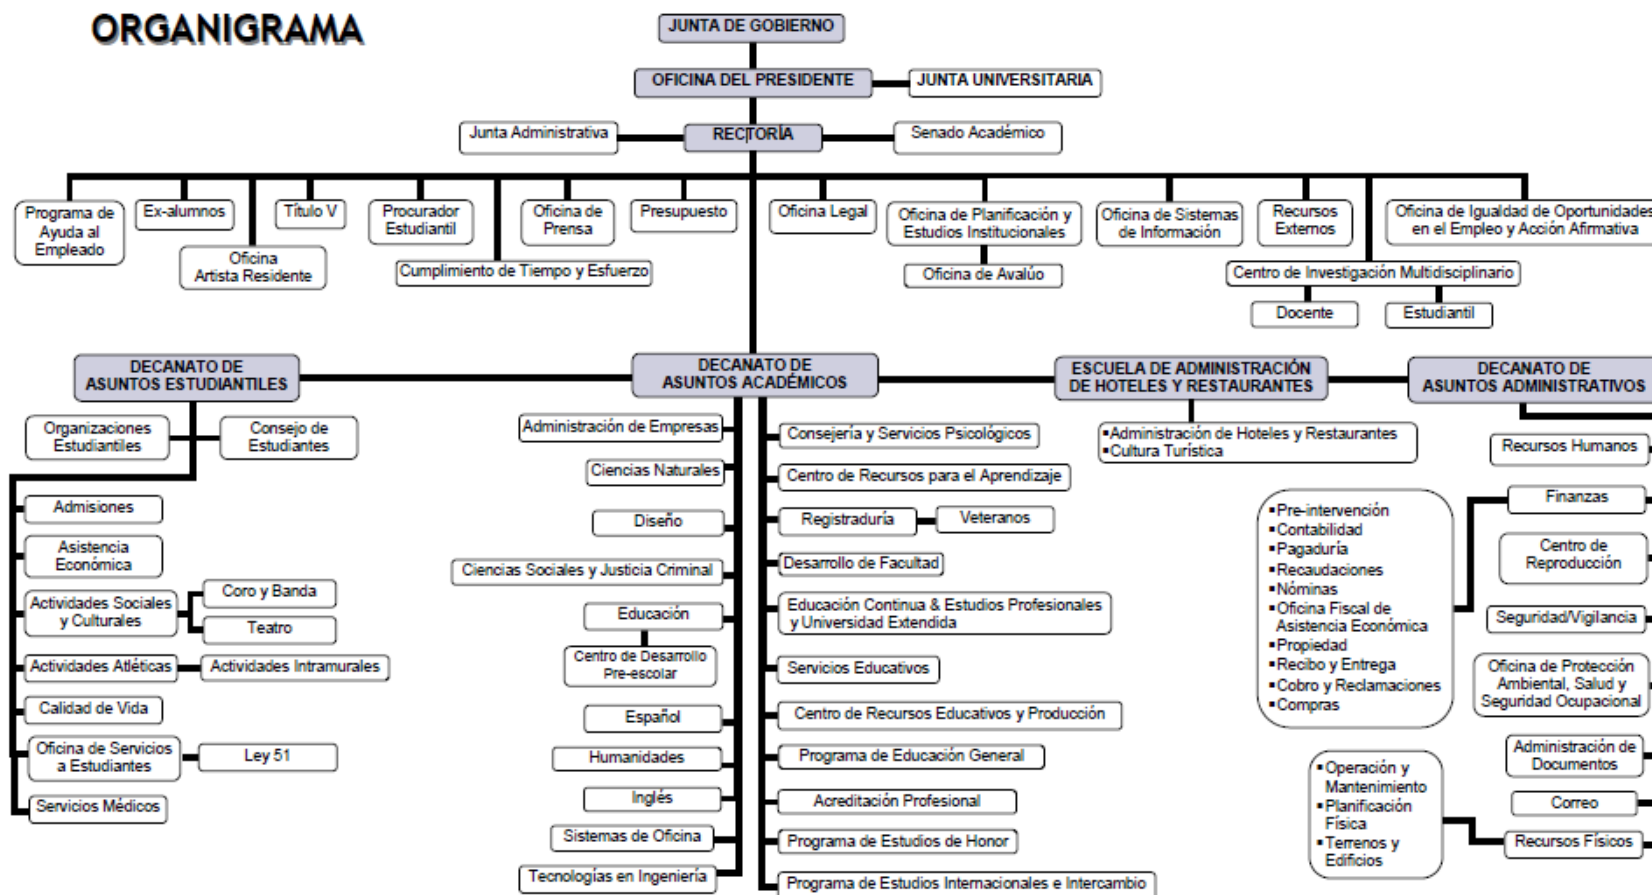 ORGANIGRAMA
JUNTA DE GOBIERNO
OFICINA DEL PRESIDENTE
JUNTA UNIVERSITARIA
Junta Administrativa
RECTORÍA
Senado Académico
Programa de
Ayuda al
Empleado
Ex-alumnos
Oficina
Artista Residente
Título V
Procurador
Estudiantil
Cumplimiento de Tiempo y Esfuerzo
Oficina de
Prensa
Presupuesto
Oficina Legal
Oficina de Planificación y
Estudios Institucionales
Oficina de Avalúo
Oficina de Sistemas
de Información
Recursos
Externos
Centro de Investigación Multidisciplinario
Docente
Estudiantil
Oficina de Igualdad de Oportunidades
en el Empleo y Acción Afirmativa
DECANATO DE
ASUNTOS ESTUDIANTILES
Organizaciones
Estudiantiles
Consejo de
Estudiantes
Admisiones
Asistencia
Económica
Actividades Sociales
y Culturales
Coro y Banda
Teatro
Actividades Atléticas
Actividades Intramurales
Calidad de Vida
Oficina de Servicios
a Estudiantes
Ley 51
Servicios Médicos
DECANATO DE
ASUNTOS ACADÉMICOS
Administración de Empresas
Ciencias Naturales
Diseño
Ciencias Sociales y Justicia Criminal
Educación
Centro de Desarrollo
Pre-escolar
Español
Humanidades
Inglés
Sistemas de Oficina
Tecnologías en Ingeniería
Consejería y Servicios Psicológicos
Centro de Recursos para el Aprendizaje
Registraduría
Veteranos
Desarrollo de Facultad
Educación Continua & Estudios Profesionales
y Universidad Extendida
Servicios Educativos
Centro de Recursos Educativos y Producción
Programa de Educación General
Acreditación Profesional
Programa de Estudios de Honor
Programa de Estudios Internacionales e Intercambio
ESCUELA DE ADMINISTRACIÓN
DE HOTELES Y RESTAURANTES
▪Administración de Hoteles y Restaurantes
▪Cultura Turística
DECANATO DE
ASUNTOS ADMINISTRATIVOS
Recursos Humanos
Finanzas
▪Pre-intervención
▪Contabilidad
▪Pagaduría
▪Recaudaciones
▪Nóminas
▪Oficina Fiscal de
Asistencia Económica
▪Propiedad
▪Recibo y Entrega
▪Cobro y Reclamaciones
▪Compras
Centro de
Reproducción
Seguridad/Vigilancia
Oficina de Protección
Ambiental, Salud y
Seguridad Ocupacional
Administración de
Documentos
Correo
Recursos Físicos
▪Operación y
Mantenimiento
▪Planificación
Física
▪Terrenos y
Edificios